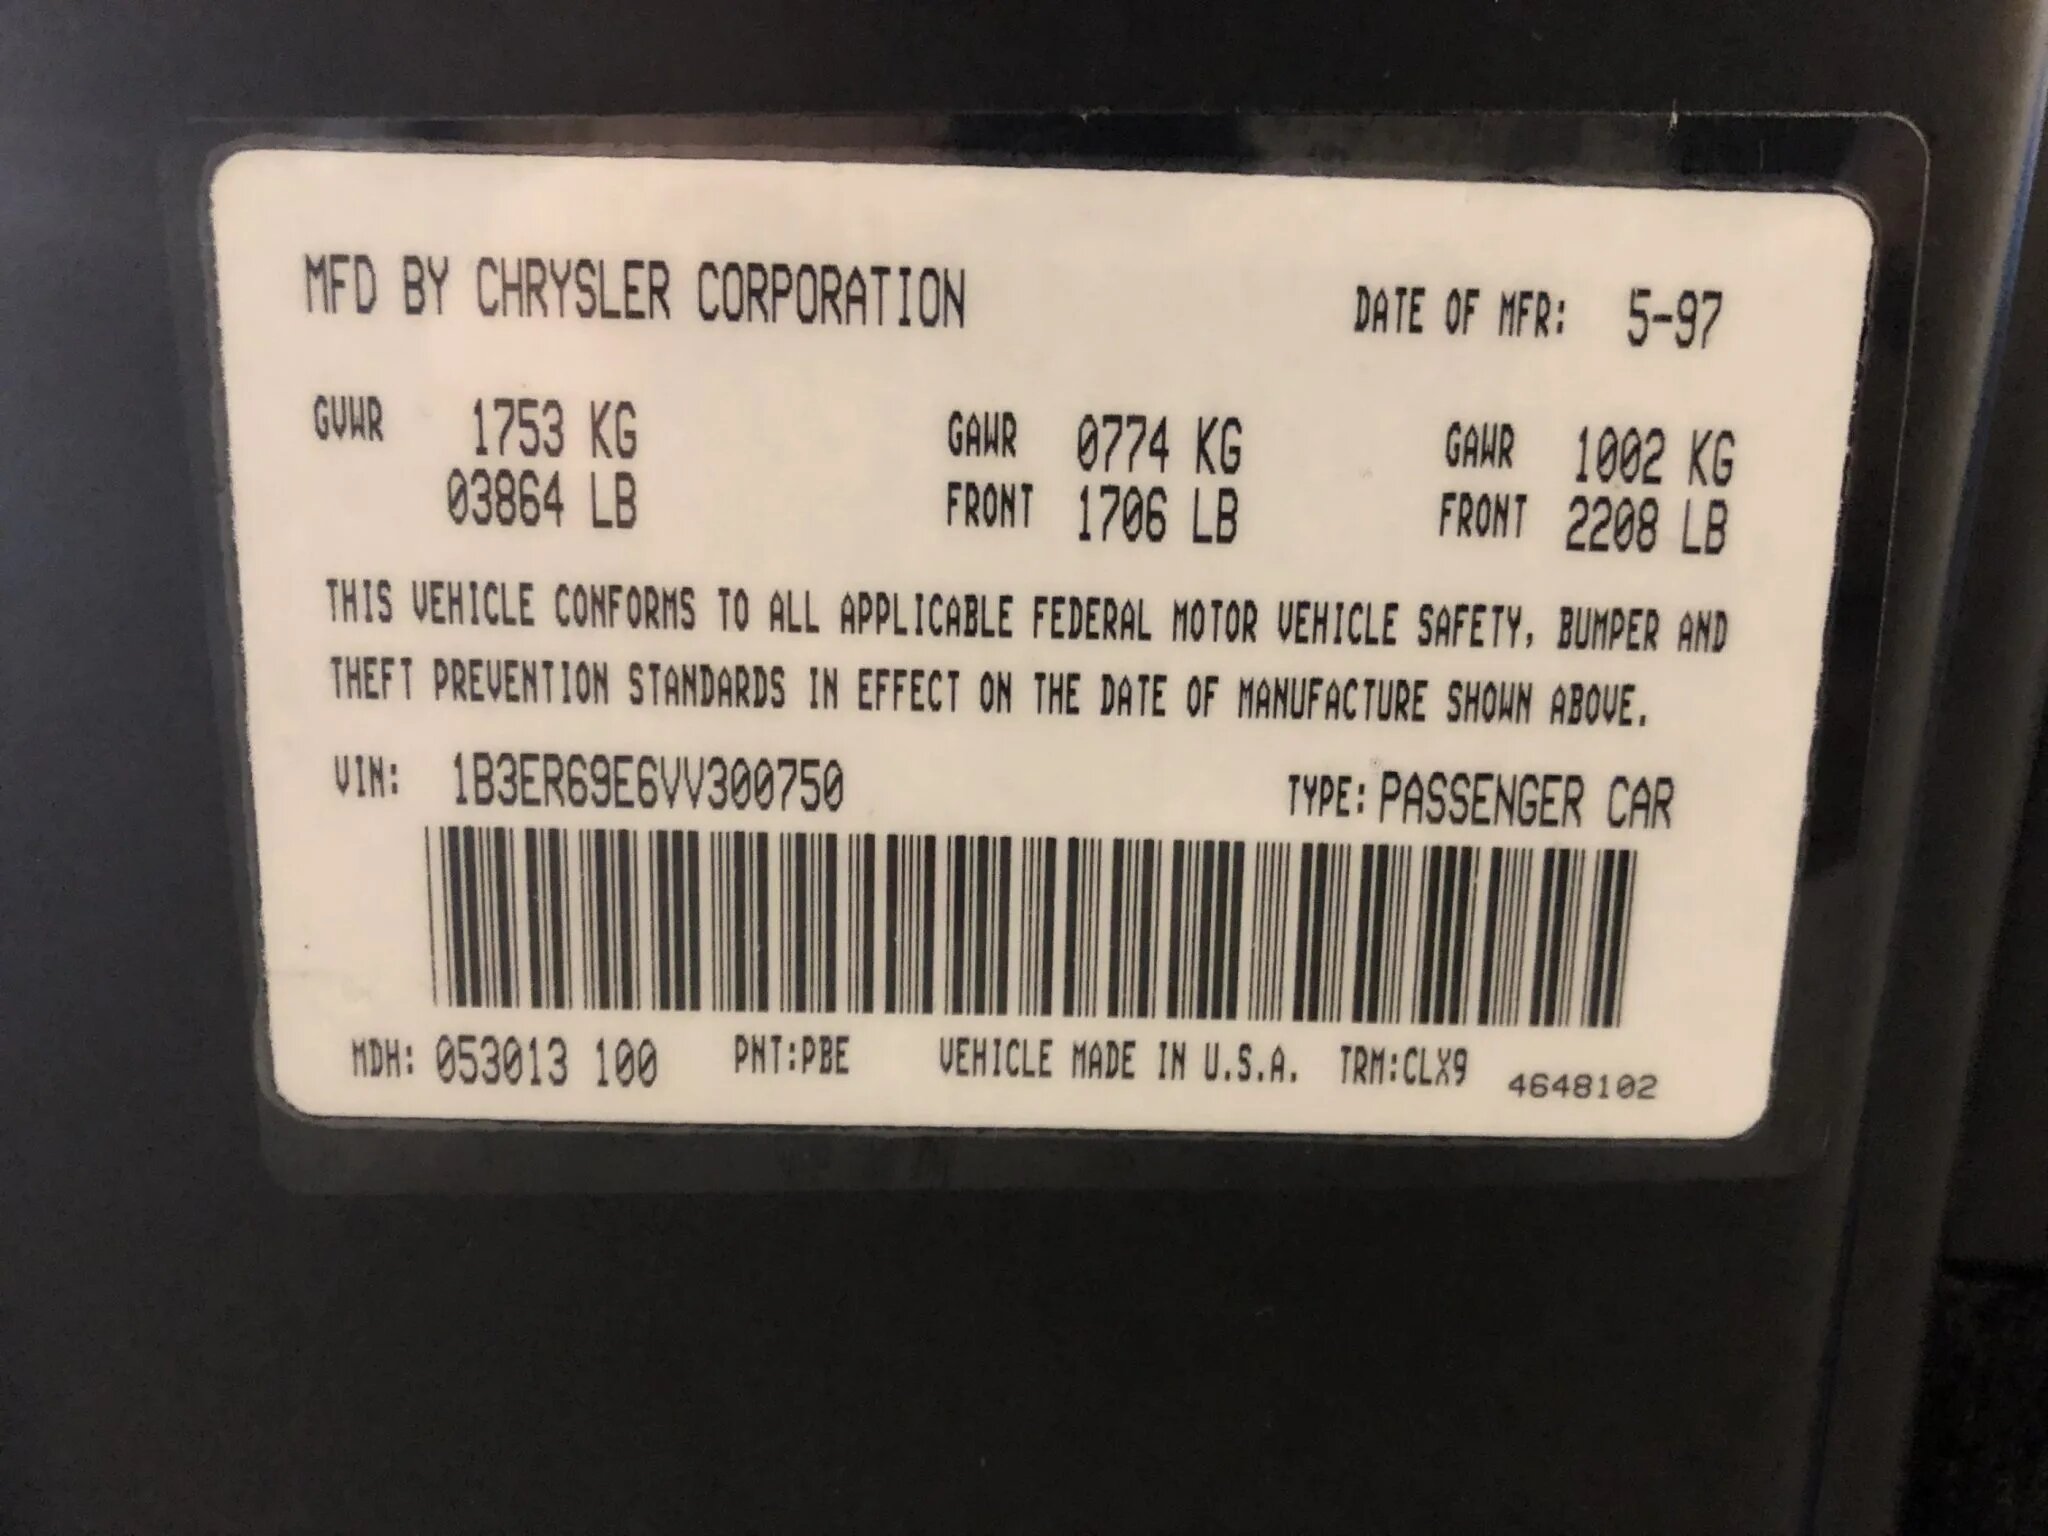 MFD BY CHRYSLER CORPORATION DATE OF MFR: 5-97
GVWR 1753 KG GAWR 0774 KG GAWR 1002 KG
03864 LB FRONT 1706 LB FRONT 2208 LB
THIS VEHICLE CONFORMS TO ALL APPLICABLE FEDERAL MOTOR VEHICLE SAFETY, BUMPER AND
THEFT PREVENTION STANDARDS IN EFFECT ON THE DATE OF MANUFACTURE SHOWN ABOVE.
VIN: 1B3ER69E6VV300750 TYPE: PASSENGER CAR
MDH: 053013 100 PNT:PBE VEHICLE MADE IN U.S.A. TRM:CLX9 4648102